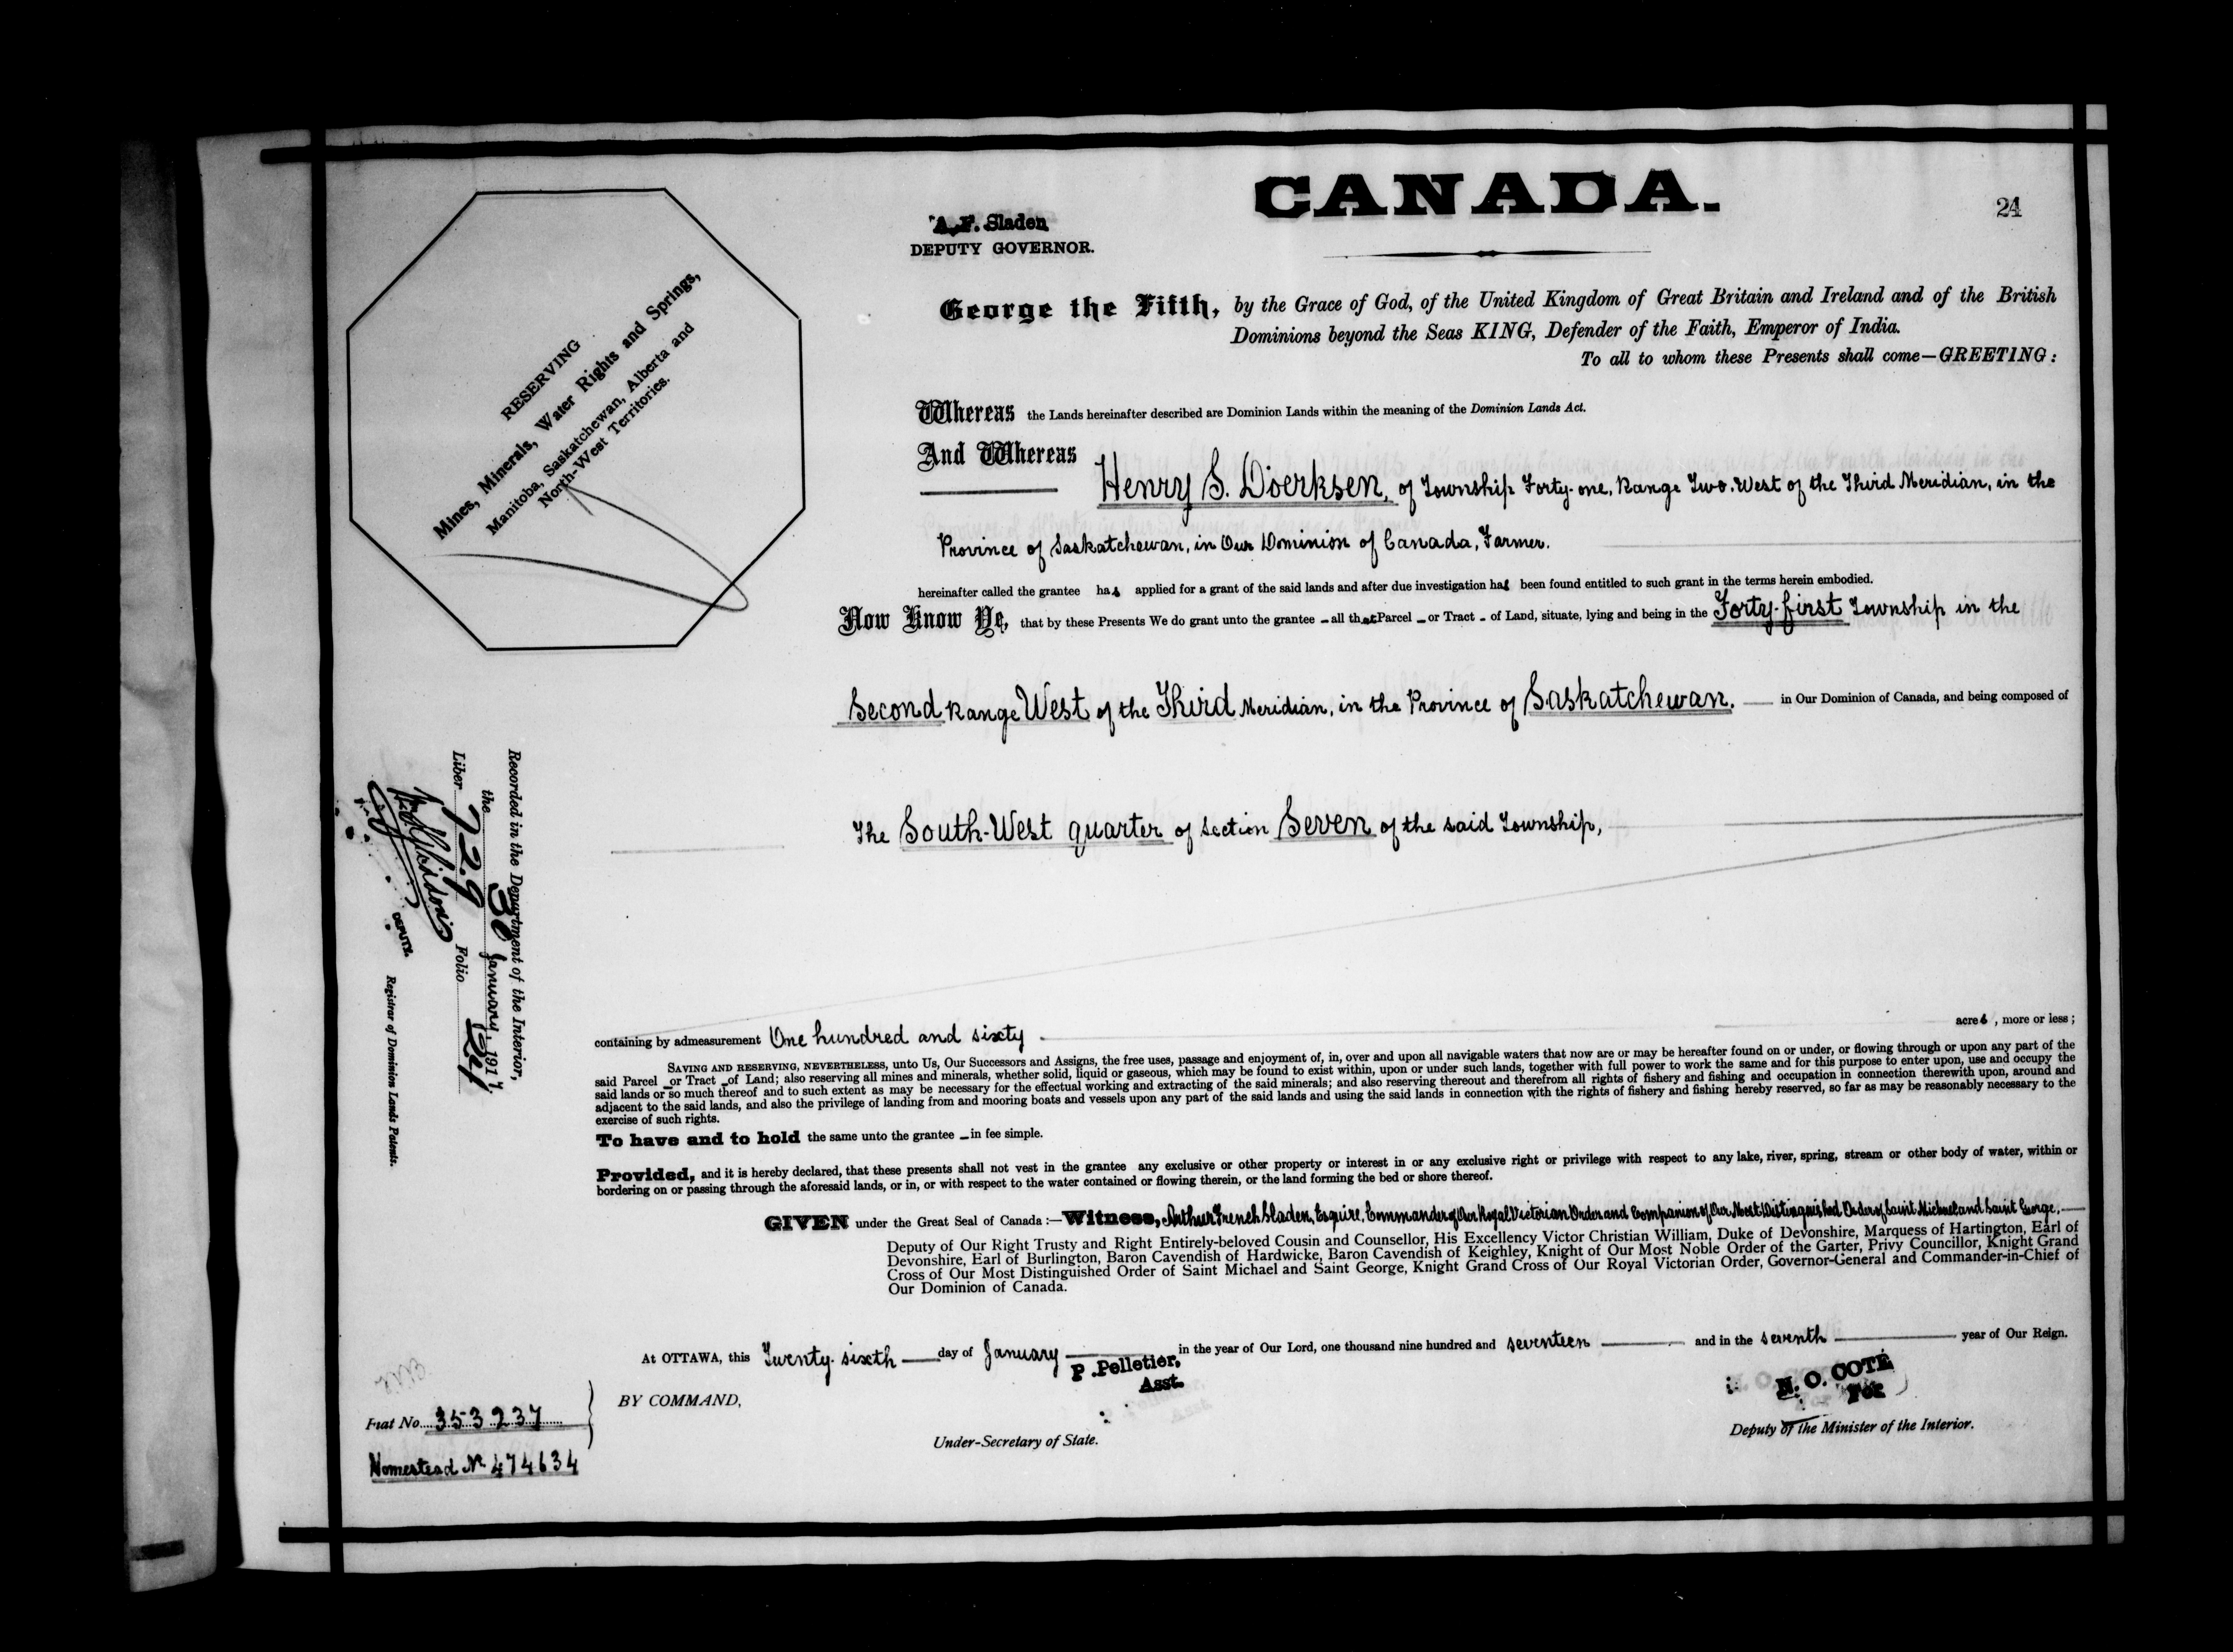 CANADA.
24
A. F. Sladen
DEPUTY GOVERNOR.
RESERVING
Mines, Minerals, Water Rights and Springs,
Manitoba, Saskatchewan, Alberta and
North-West Territories.
George the Fifth, by the Grace of God, of the United Kingdom of Great Britain and Ireland and of the British
Dominions beyond the Seas KING, Defender of the Faith, Emperor of India.
To all to whom these Presents shall come—GREETING:
Whereas the Lands hereinafter described are Dominion Lands within the meaning of the Dominion Lands Act.
And Whereas
Henry S. Doerksen, of Township Forty-one, Range Two, West of the Third Meridian, in the
Province of Saskatchewan, in Our Dominion of Canada, Farmer.
hereinafter called the grantee has applied for a grant of the said lands and after due investigation has been found entitled to such grant in the terms herein embodied.
Now Know Ye, that by these Presents We do grant unto the grantee - all that Parcel - or Tract - of Land, situate, lying and being in the Forty-first Township in the
Second Range West of the Third Meridian, in the Province of Saskatchewan. in Our Dominion of Canada, and being composed of
The South-West quarter of Section Seven of the said Township,
Recorded in the Department of the Interior,
the 30 January, 1917
Liber 729 Folio 24
DEPUTY
Registrar of Dominion Lands Patents.
containing by admeasurement One hundred and sixty acres, more or less;
SAVING AND RESERVING, NEVERTHELESS, unto Us, Our Successors and Assigns, the free uses, passage and enjoyment of, in, over and upon all navigable waters that now are or may be hereafter found on or under, or flowing through or upon any part of the
said Parcel - or Tract - of Land; also reserving all mines and minerals, whether solid, liquid or gaseous, which may be found to exist within, upon or under such lands, together with full power to work the same and for this purpose to enter upon, use and occupy the
said lands or so much thereof and to such extent as may be necessary for the effectual working and extracting of the said minerals; and also reserving thereout and therefrom all rights of fishery and fishing and occupation in connection therewith upon, around and
adjacent to the said lands, and also the privilege of landing from and mooring boats and vessels upon any part of the said lands and using the said lands in connection with the rights of fishery and fishing hereby reserved, so far as may be reasonably necessary to the
exercise of such rights.
To have and to hold the same unto the grantee - in fee simple.
Provided, and it is hereby declared, that these presents shall not vest in the grantee any exclusive or other property or interest in or any exclusive right or privilege with respect to any lake, river, spring, stream or other body of water, within or
bordering on or passing through the aforesaid lands, or in, or with respect to the water contained or flowing therein, or the land forming the bed or shore thereof.
GIVEN under the Great Seal of Canada:—Witness, Arthur French Sladen, Esquire, Commander of Our Royal Victorian Order and Companion of Our Most Distinguished Order of Saint Michael and Saint George,
Deputy of Our Right Trusty and Right Entirely-beloved Cousin and Counsellor, His Excellency Victor Christian William, Duke of Devonshire, Marquess of Hartington, Earl of
Devonshire, Earl of Burlington, Baron Cavendish of Hardwicke, Baron Cavendish of Keighley, Knight of Our Most Noble Order of the Garter, Privy Councillor, Knight Grand
Cross of Our Most Distinguished Order of Saint Michael and Saint George, Knight Grand Cross of Our Royal Victorian Order, Governor-General and Commander-in-Chief of
Our Dominion of Canada.
At OTTAWA, this Twenty-sixth day of January in the year of Our Lord, one thousand nine hundred and seventeen and in the seventh year of Our Reign.
P. Pelletier,
Asst.
N. O. COTE
For
BY COMMAND,
Under-Secretary of State.
Deputy of the Minister of the Interior.
Fiat No. 353237
Homestead No. 474634